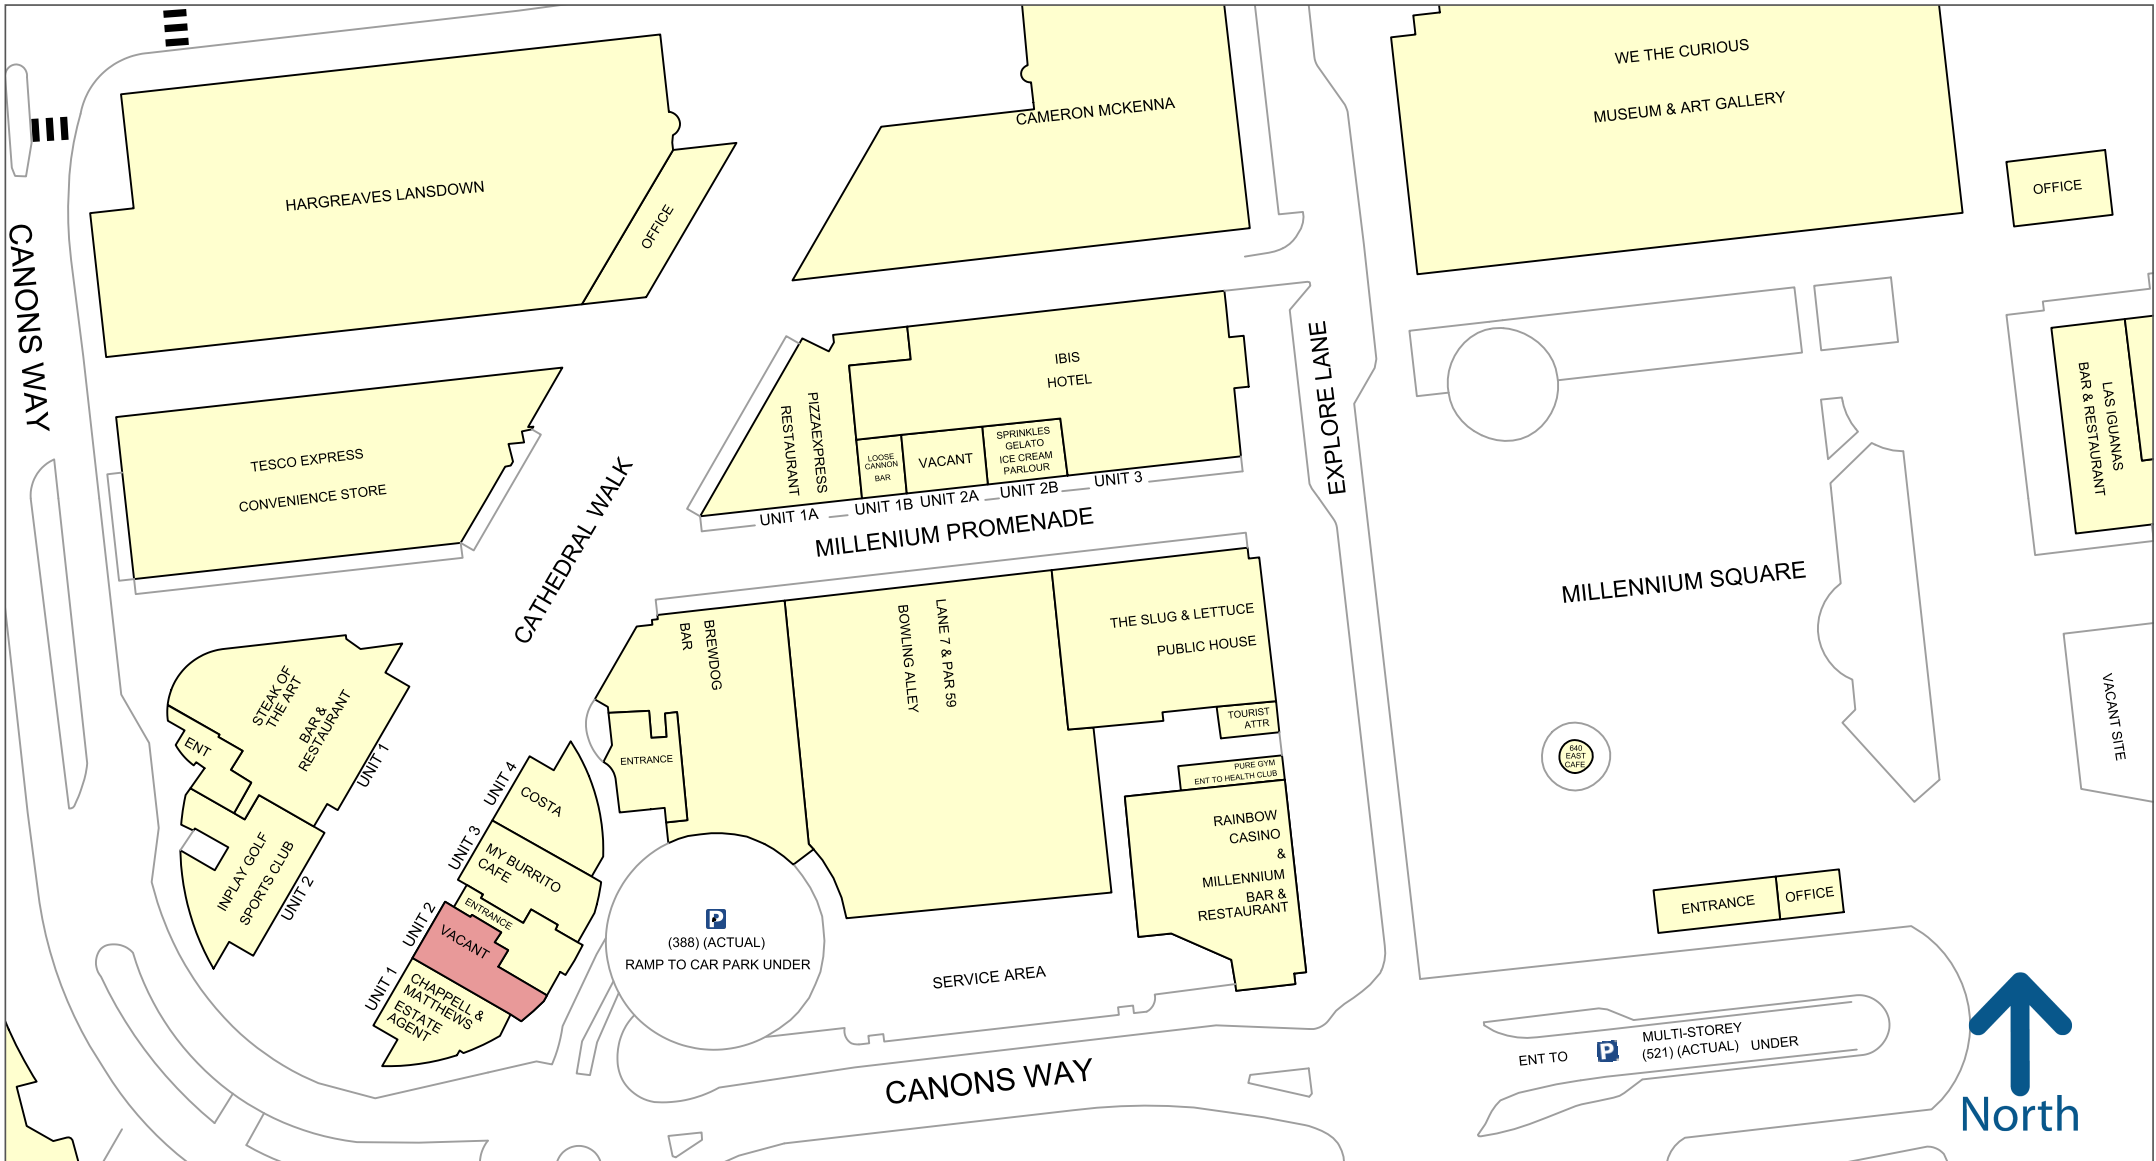 WE THE CURIOUS
MUSEUM & ART GALLERY
CAMERON MCKENNA
HARGREAVES LANSDOWN
OFFICE
OFFICE
CANONS WAY
TESCO EXPRESS
CONVENIENCE STORE
CATHEDRAL WALK
PIZZAEXPRESS
RESTAURANT
IBIS
HOTEL
LOOSE
CANNON
BAR
VACANT
SPRINKLES
GELATO
ICE CREAM
PARLOUR
UNIT 1A
UNIT 1B
UNIT 2A
UNIT 2B
UNIT 3
MILLENIUM PROMENADE
EXPLORE LANE
LAS IGUANAS
BAR & RESTAURANT
MILLENNIUM SQUARE
VACANT SITE
STEAK OF
THE ART
BAR &
RESTAURANT
UNIT 1
ENT
INPLAY GOLF
SPORTS CLUB
UNIT 2
BREWDOG
BAR
ENTRANCE
LANE 7 & PAR 59
BOWLING ALLEY
THE SLUG & LETTUCE
PUBLIC HOUSE
TOURIST
ATTR
PURE GYM
ENT TO HEALTH CLUB
RAINBOW
CASINO
&
MILLENNIUM
BAR &
RESTAURANT
640
EAST
CAFE
UNIT 4
COSTA
UNIT 3
MY BURRITO
CAFE
ENTRANCE
UNIT 2
VACANT
UNIT 1
CHAPPELL &
MATTHEWS
ESTATE
AGENT
P
(388) (ACTUAL)
RAMP TO CAR PARK UNDER
SERVICE AREA
ENTRANCE
OFFICE
CANONS WAY
ENT TO
P
MULTI-STOREY
(521) (ACTUAL)
UNDER
North